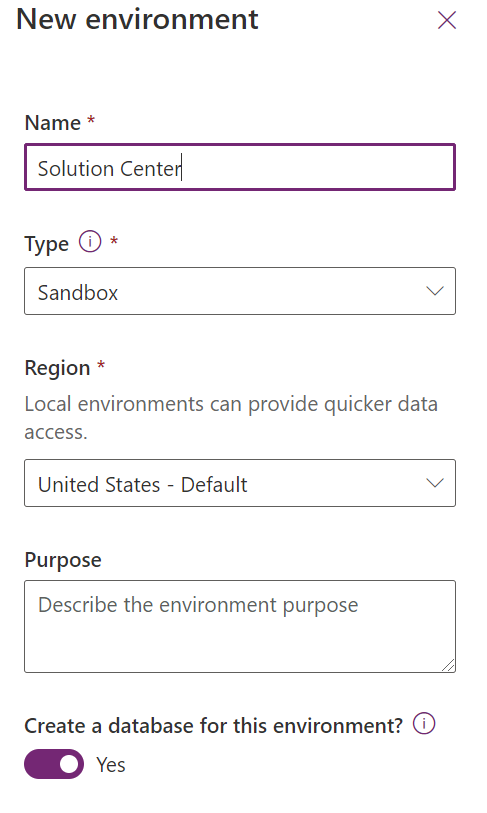 New environment
Name *
Solution Center
Type i *
Sandbox
Region *
Local environments can provide quicker data
access.
United States - Default
Purpose
Describe the environment purpose
Create a database for this environment? i
Yes